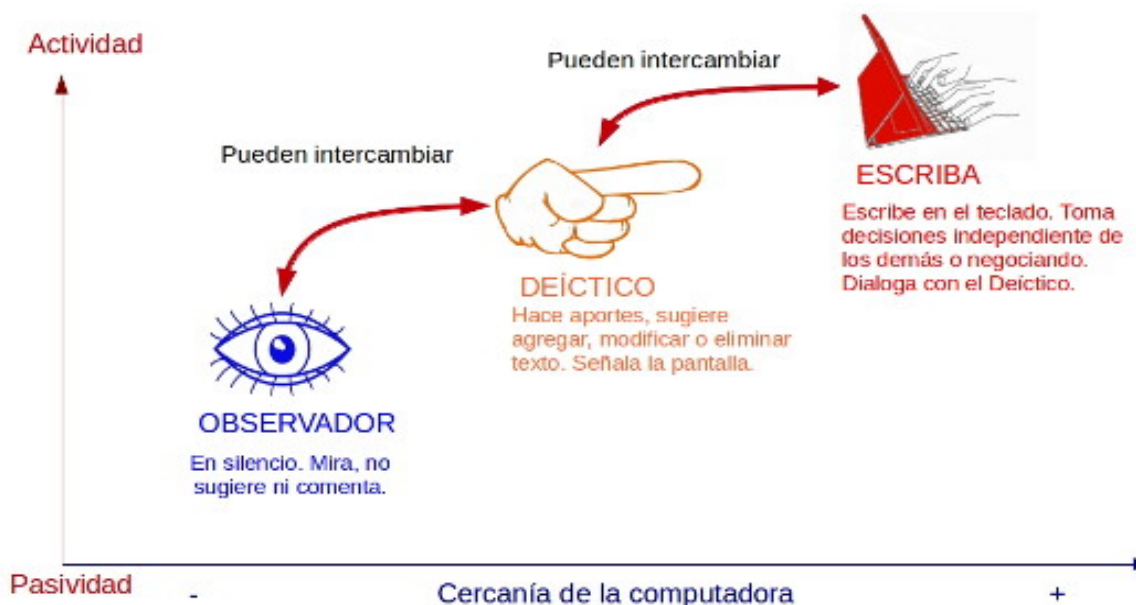 Actividad
Pueden intercambiar
Pueden intercambiar
ESCRIBA
Escribe en el teclado. Toma
decisiones independiente de
los demás o negociando.
Dialoga con el Deíctico.
DEÍCTICO
Hace aportes, sugiere
agregar, modificar o eliminar
texto. Señala la pantalla.
OBSERVADOR
En silencio. Mira, no
sugiere ni comenta.
Pasividad
- Cercanía de la computadora +